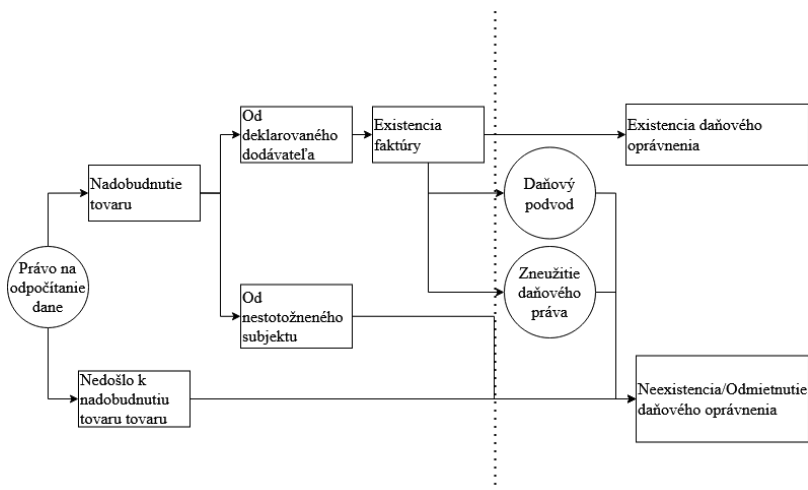 Právo na
odpočítanie
dane
Nadobudnutie
tovaru
Nedošlo k
nadobudnutiu
tovaru tovaru
Od
deklarovaného
dodávateľa
Od
nestotožneného
subjektu
Existencia
faktúry
Daňový
podvod
Zneužitie
daňového
práva
Existencia daňového
oprávnenia
Neexistencia/Odmietnutie
daňového oprávnenia